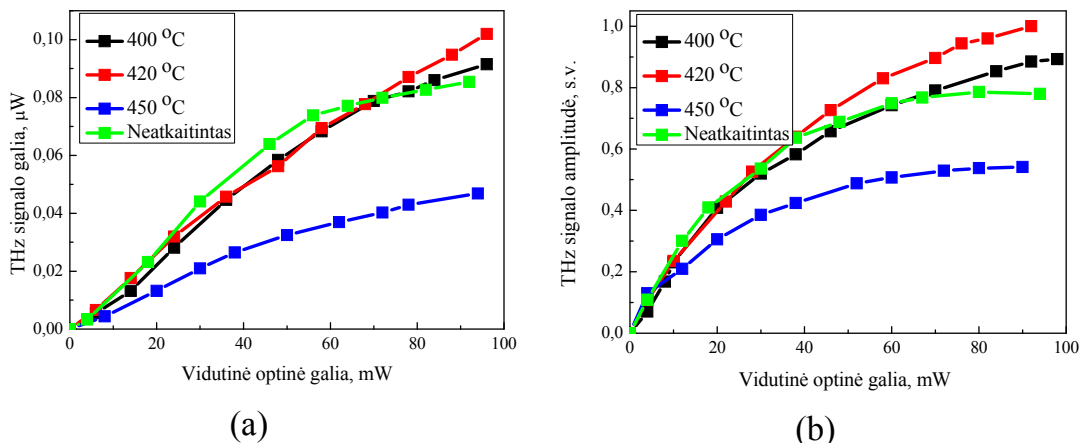 THz signalo galia, µW
0,10
0,08
0,06
0,04
0,02
0,00
400 °C
420 °C
450 °C
Neatkaitintas
0 20 40 60 80 100
Vidutinė optinė galia, mW
(a)
THz signalo amplitudė, s.v.
1,0
0,8
0,6
0,4
0,2
0,0
400 °C
420 °C
450 °C
Neatkaitintas
0 20 40 60 80 100
Vidutinė optinė galia, mW
(b)